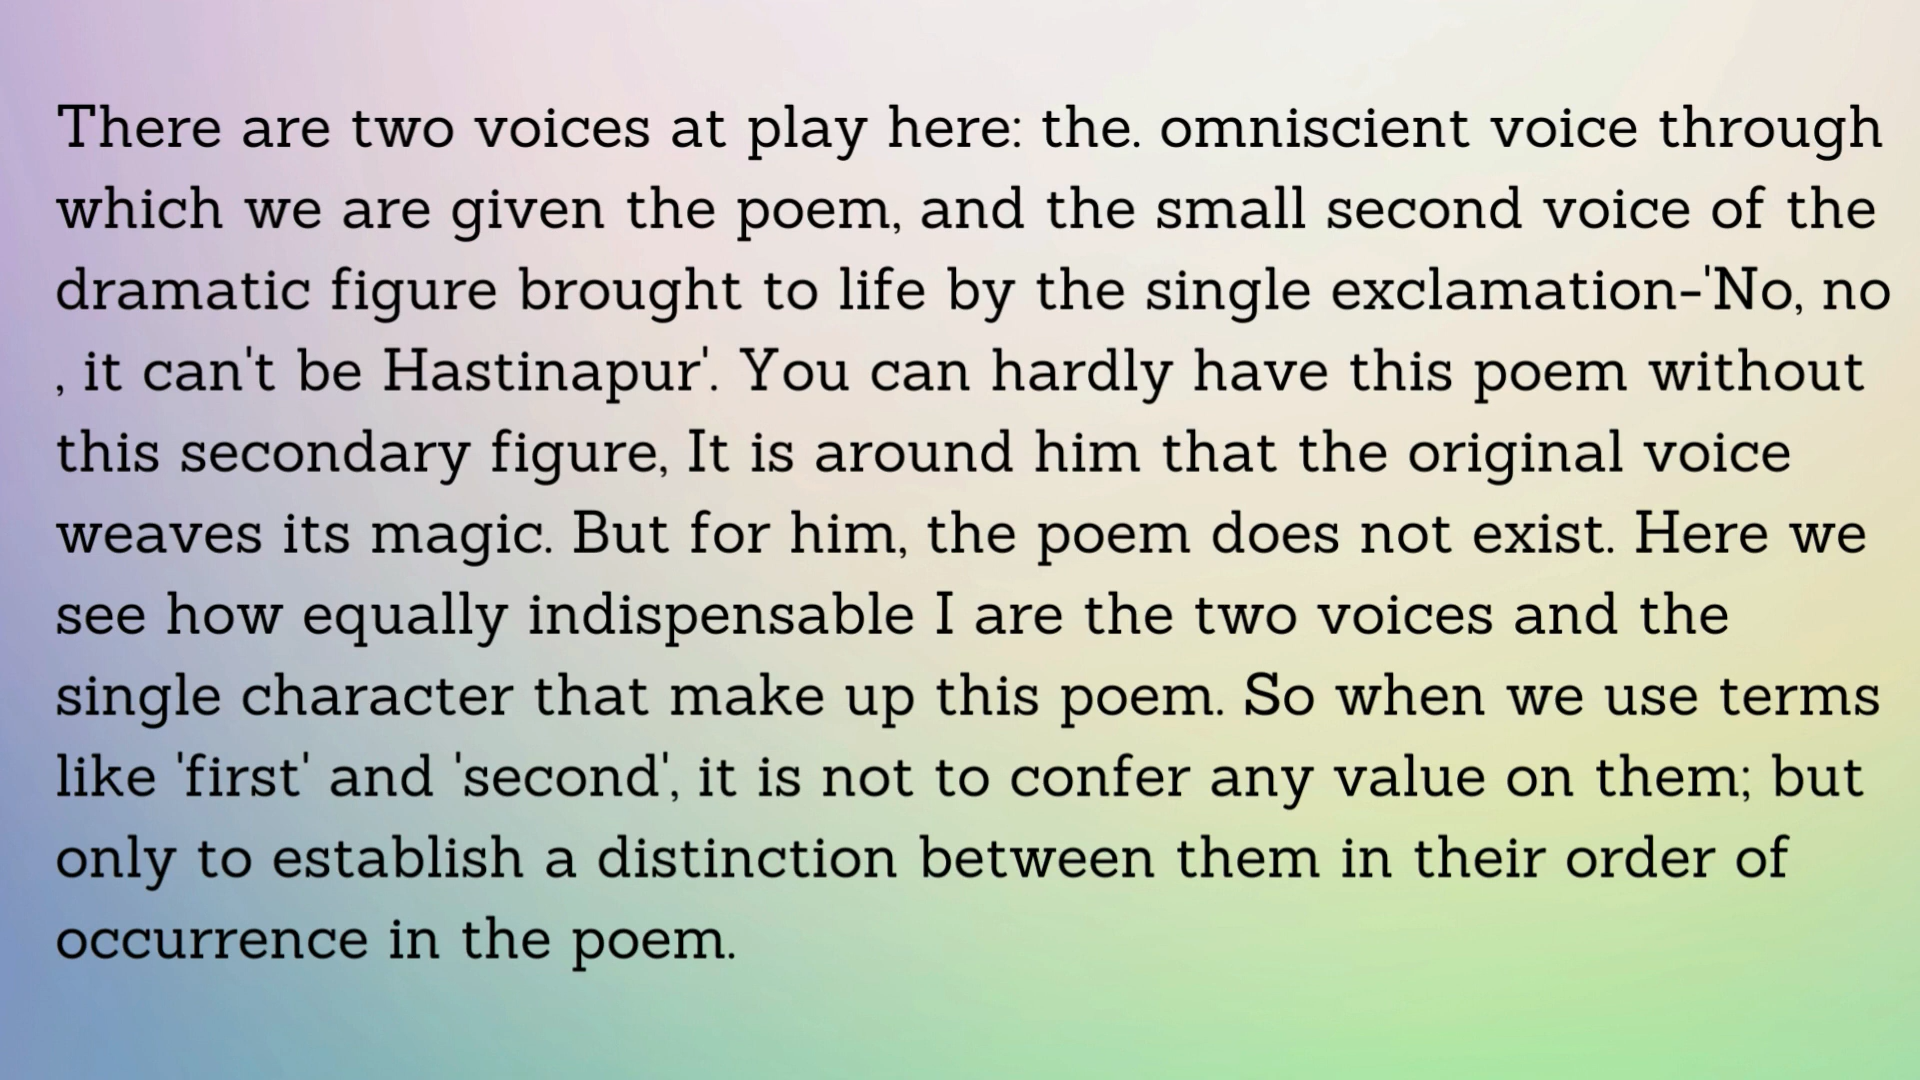 There are two voices at play here: the. omniscient voice through
which we are given the poem, and the small second voice of the
dramatic figure brought to life by the single exclamation-'No, no
, it can't be Hastinapur'. You can hardly have this poem without
this secondary figure, It is around him that the original voice
weaves its magic. But for him, the poem does not exist. Here we
see how equally indispensable I are the two voices and the
single character that make up this poem. So when we use terms
like 'first' and 'second', it is not to confer any value on them; but
only to establish a distinction between them in their order of
occurrence in the poem.